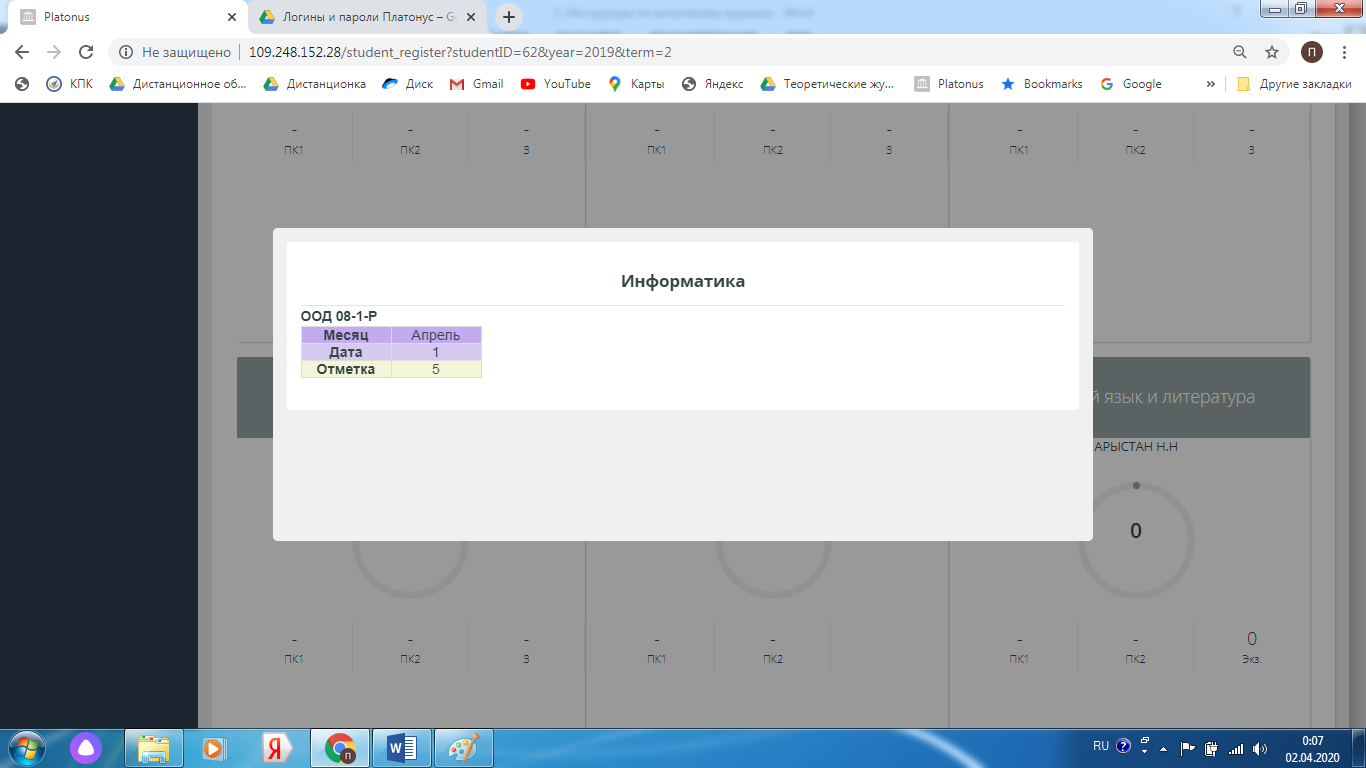 Platonus
Логины и пароли Платонус – Go
Не защищено
109.248.152.28/student_register?studentID=62&year=2019&term=2
П
КПК
Дистанционное об...
Дистанционка
Диск
Gmail
YouTube
Карты
Яндекс
Теоретические жу...
Platonus
Bookmarks
Google
»
Другие закладки
- - - - - - - - -
ПК1 ПК2 З ПК1 ПК2 З ПК1 ПК2 З
Информатика
ООД 08-1-Р
Месяц Апрель
Дата 1
Отметка 5
й язык и литература
АРЫСТАН Н.Н
0
- - - - - - - 0
ПК1 ПК2 З ПК1 ПК2 ПК1 ПК2 Экз.
RU
0:07
02.04.2020